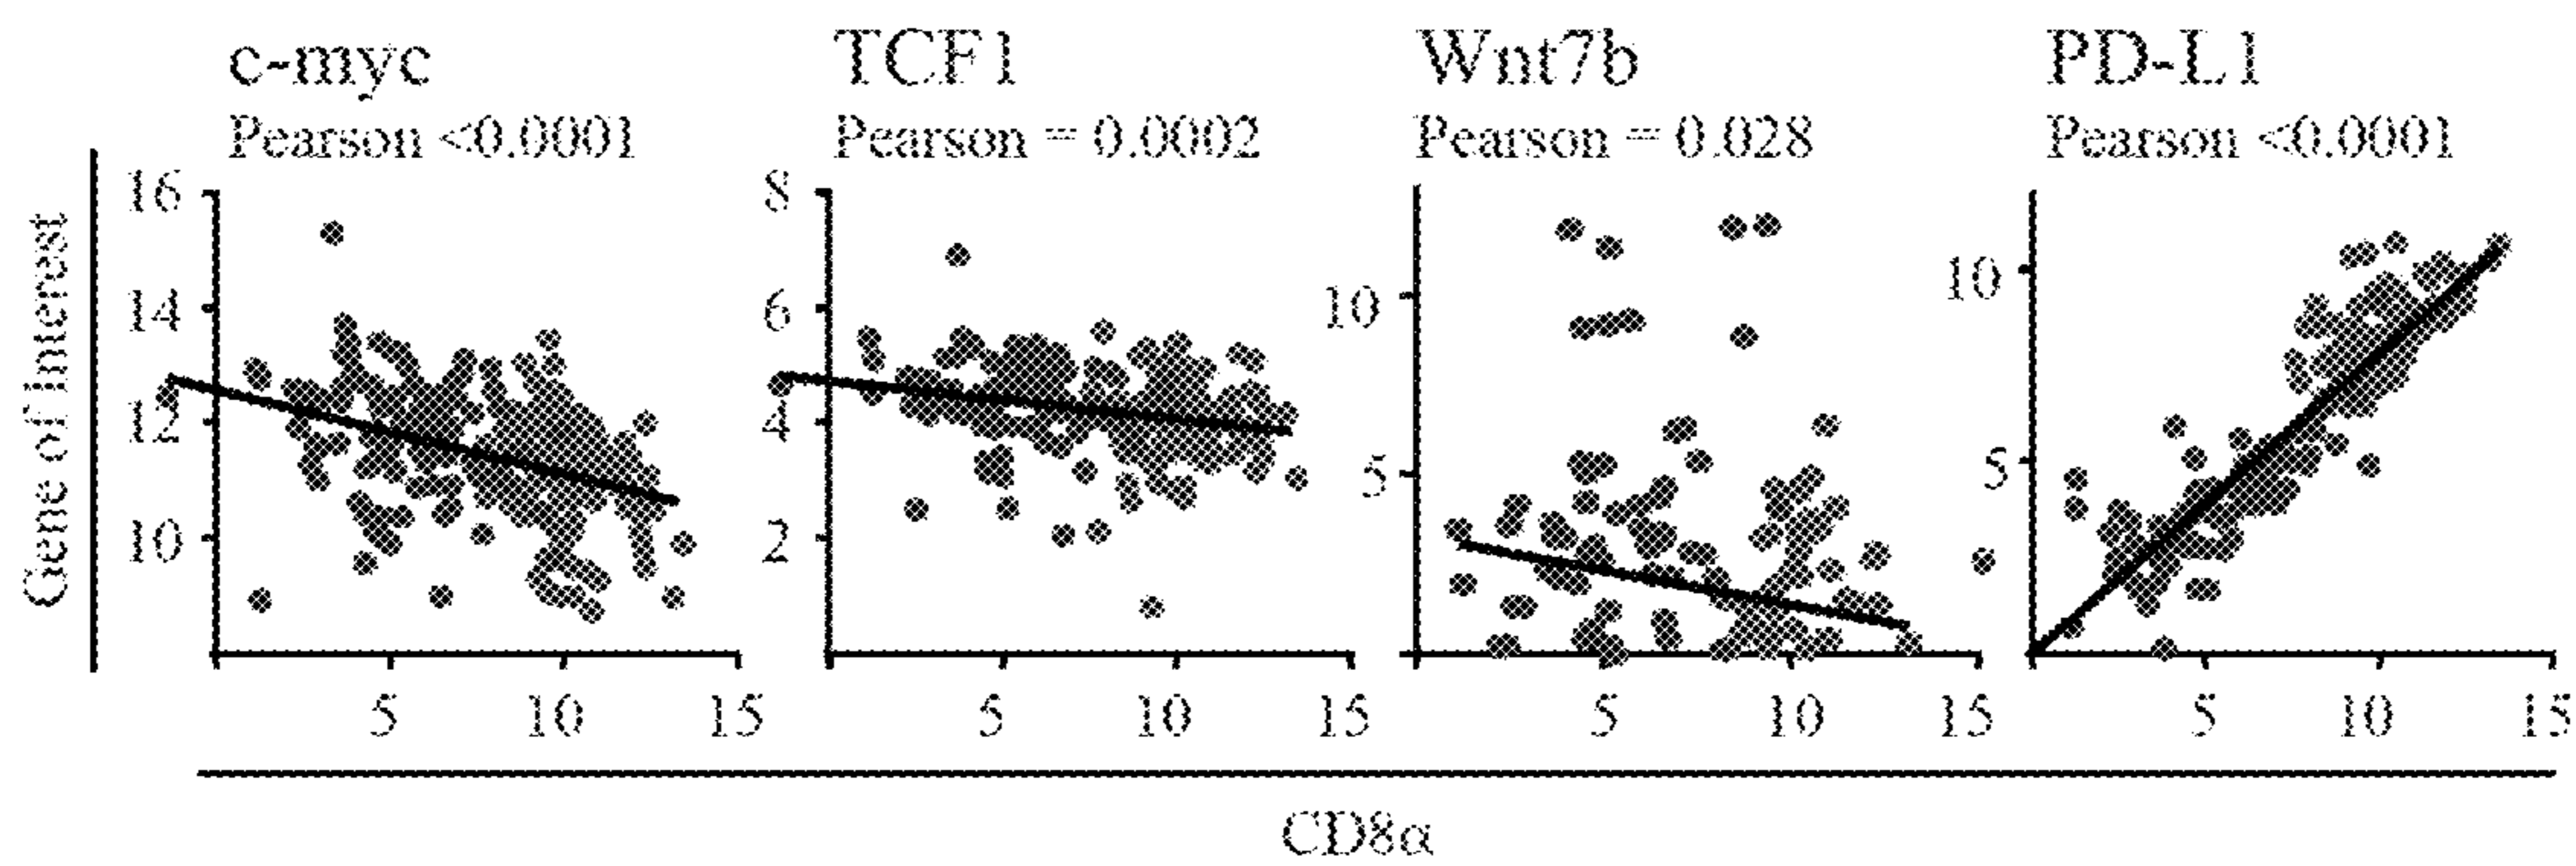 c-myc TCF1 Wnt7b PD-L1
Pearson <0.0001 Pearson = 0.0002 Pearson = 0.028 Pearson <0.0001
Gene of Interest
16
14
12
10
5 10 15
8
6
4
2
5 10 15
10
5
5 10 15
10
5
5 10 15
CD8α